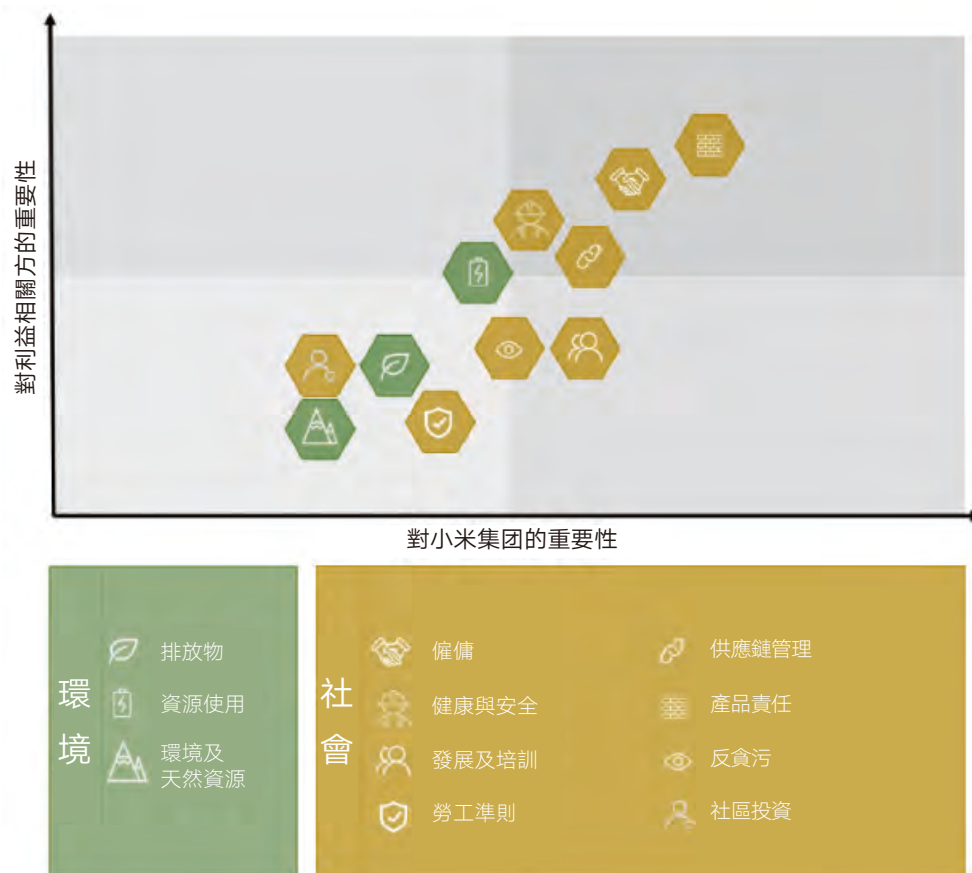 對利益相關方的重要性
對小米集团的重要性
環境
排放物
資源使用
環境及
天然資源
社會
僱傭
健康與安全
發展及培訓
勞工準則
供應鏈管理
產品責任
反貪污
社區投資